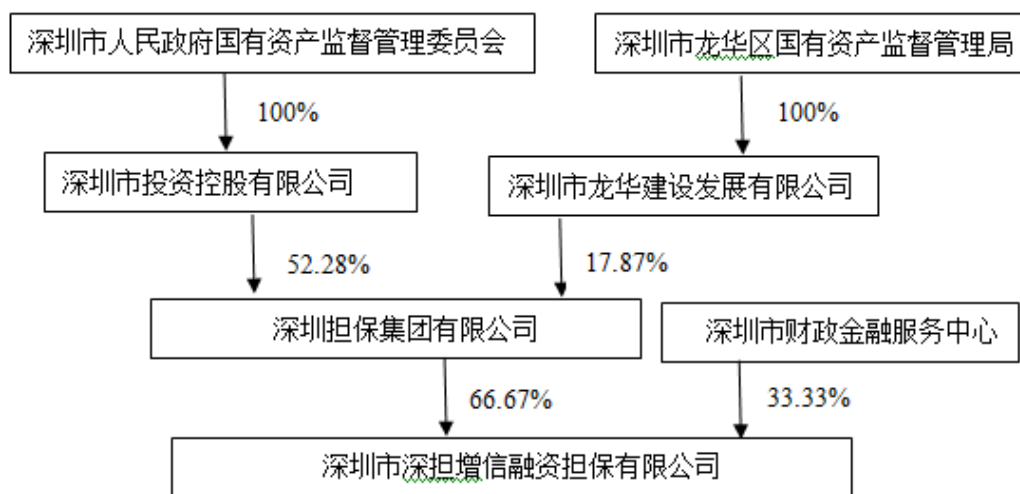 深圳市人民政府国有资产监督管理委员会
深圳市龙华区国有资产监督管理局
100%
100%
深圳市投资控股有限公司
深圳市龙华建设发展有限公司
52.28%
17.87%
深圳担保集团有限公司
深圳市财政金融服务中心
66.67%
33.33%
深圳市深担增信融资担保有限公司